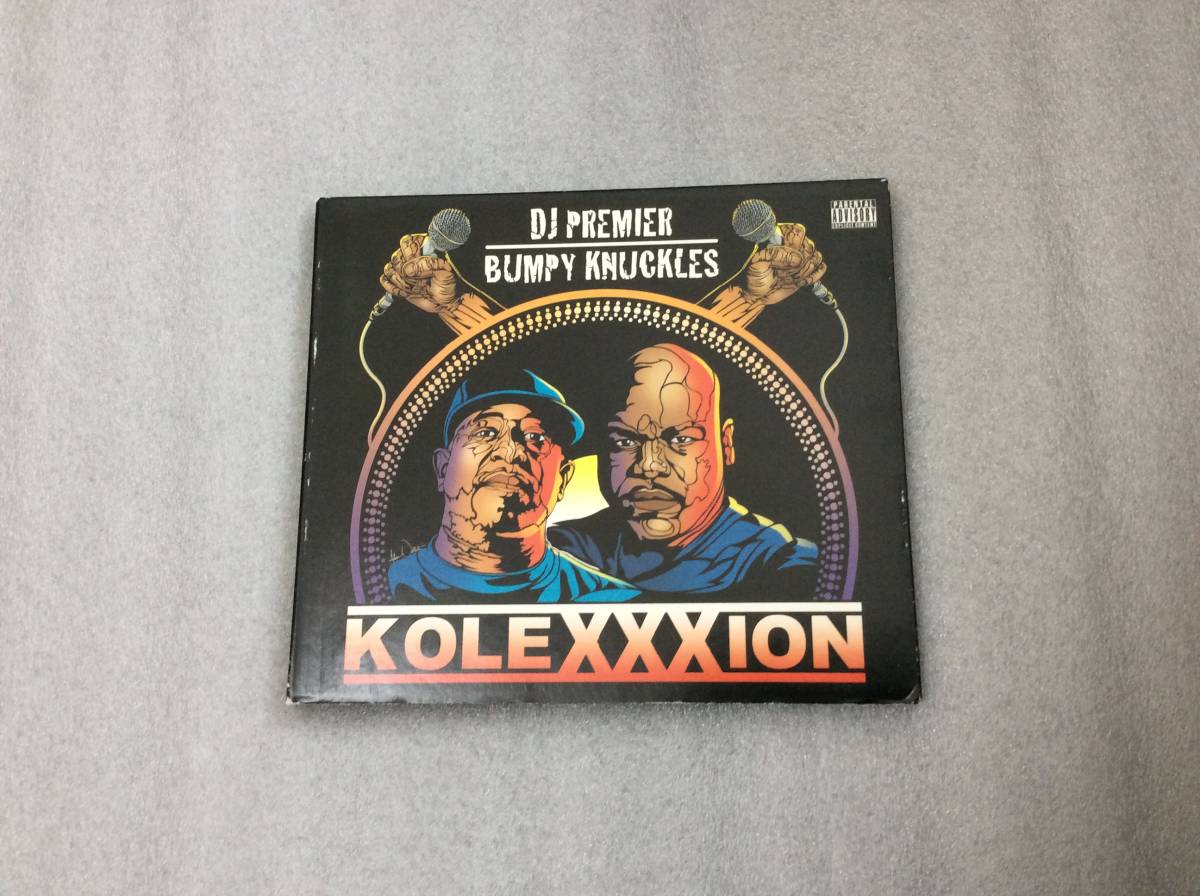 DJ PREMIER
BUMPY KNUCKLES
PARENTAL
ADVISORY
EXPLICIT CONTENT
KOLEXXXION